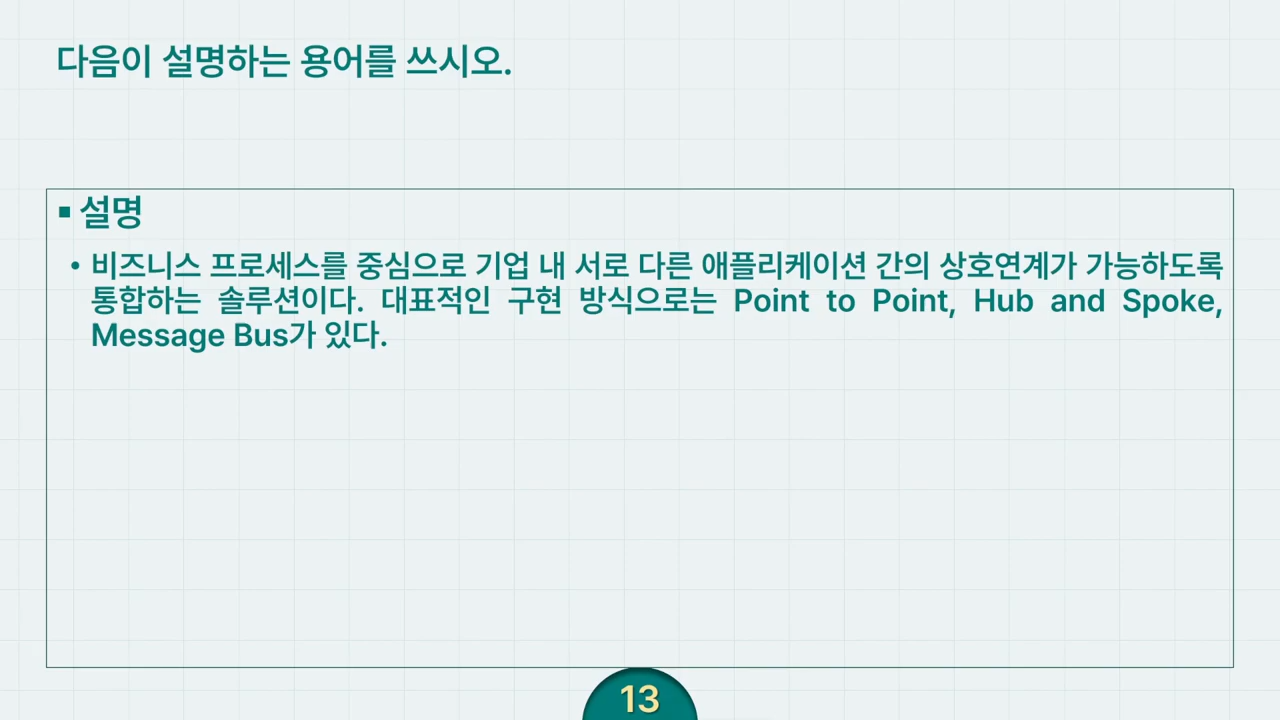 다음이 설명하는 용어를 쓰시오.
▪ 설명
• 비즈니스 프로세스를 중심으로 기업 내 서로 다른 애플리케이션 간의 상호연계가 가능하도록
통합하는 솔루션이다. 대표적인 구현 방식으로는 Point to Point, Hub and Spoke,
Message Bus가 있다.
13